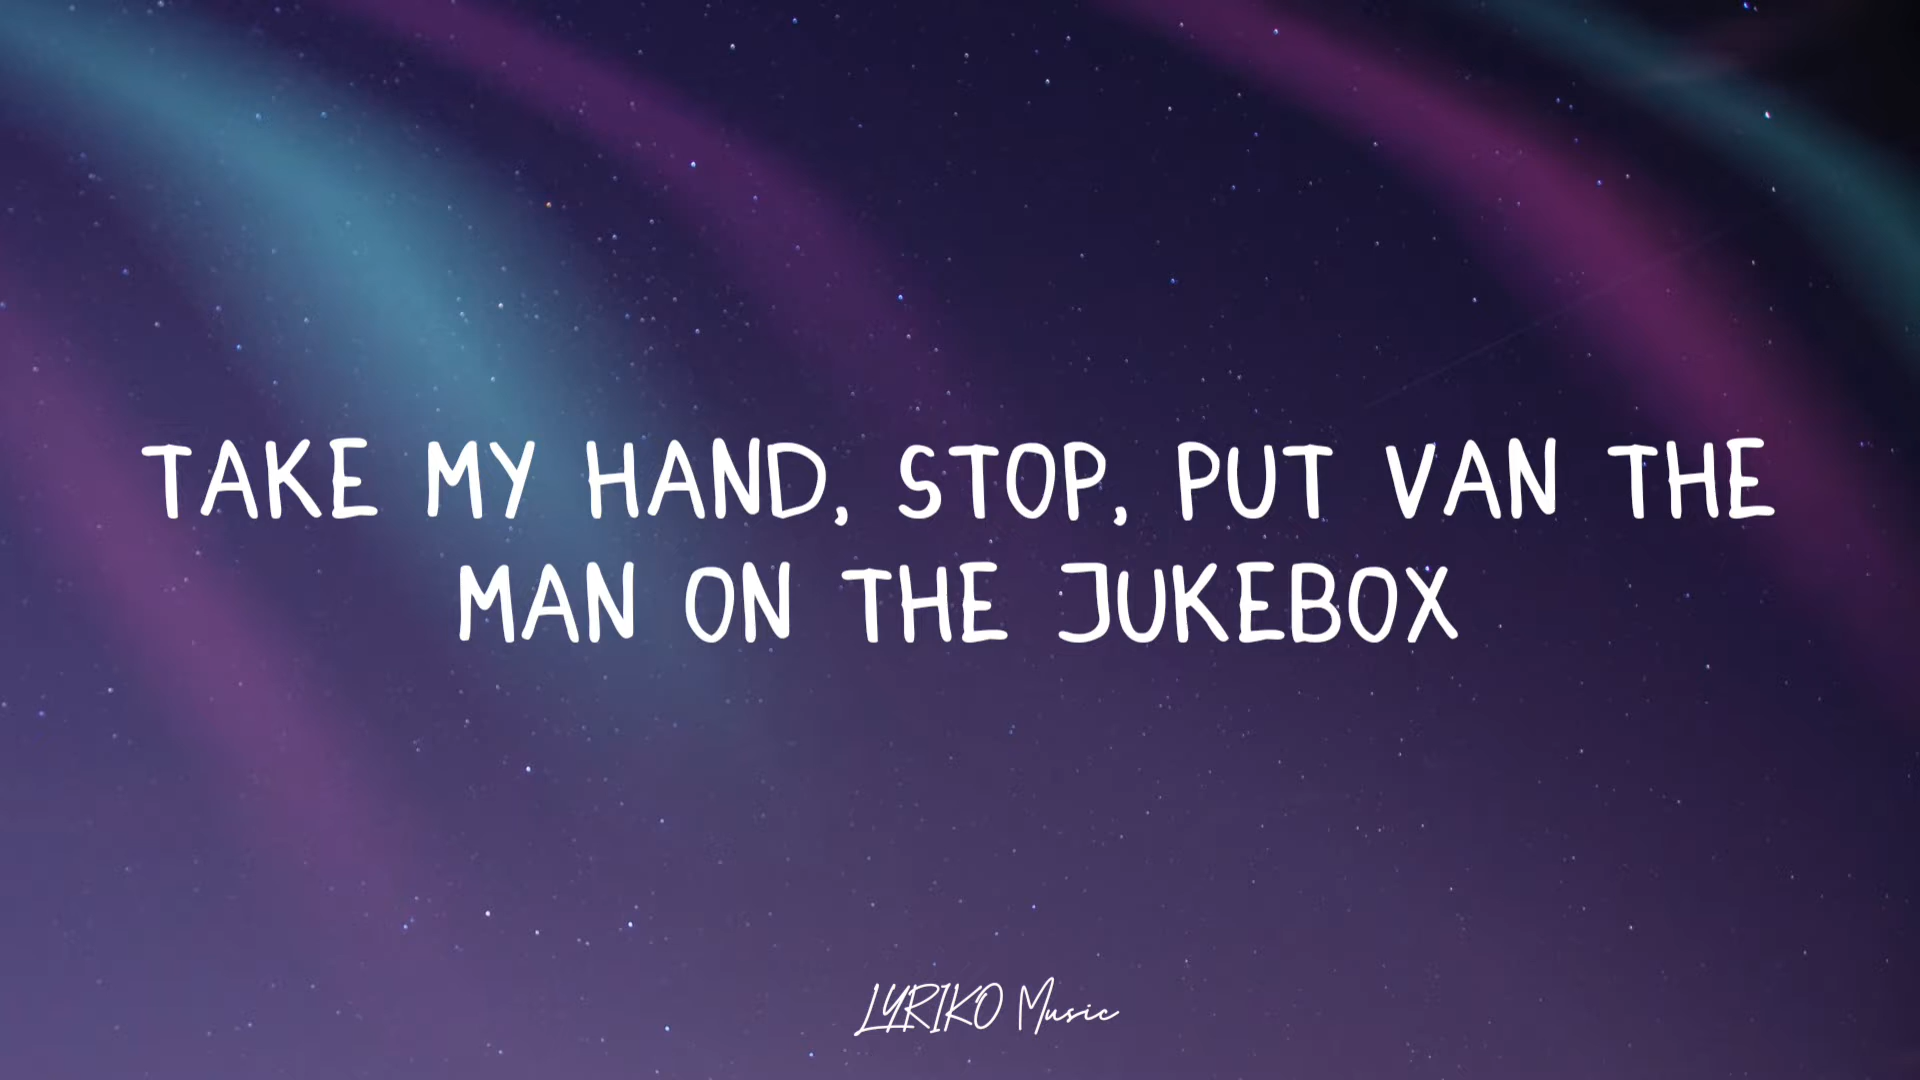 TAKE MY HAND, STOP, PUT VAN THE
MAN ON THE JUKEBOX
LYRIKO Music